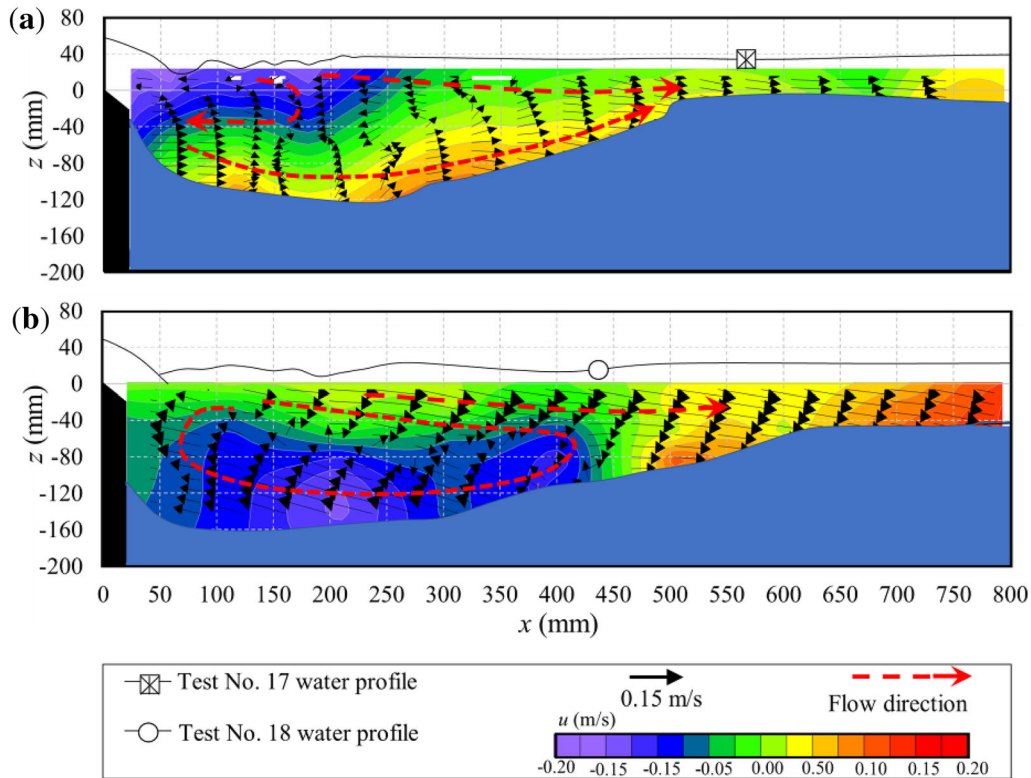 (a)
80
40
0
-40
-80
-120
-160
-200
z (mm)
(b)
80
40
0
-40
-80
-120
-160
-200
z (mm)
0 50 100 150 200 250 300 350 400 450 500 550 600 650 700 750 800
x (mm)
Test No. 17 water profile
0.15 m/s
Flow direction
Test No. 18 water profile
u (m/s)
-0.20 -0.15 -0.15 -0.05 0.00 0.50 0.00 0.15 0.20